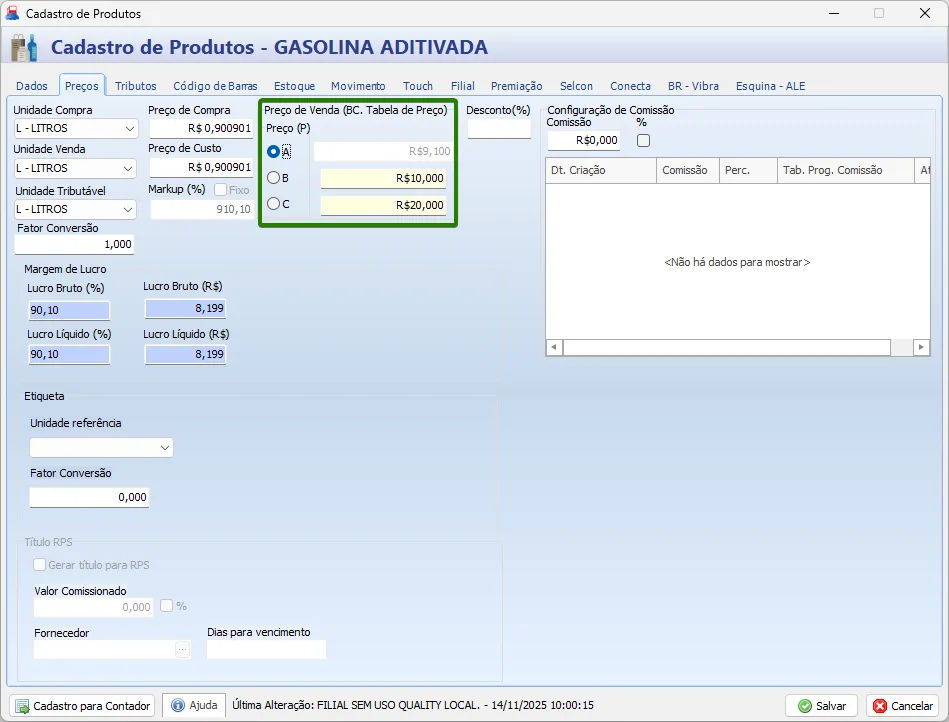 Cadastro de Produtos
Cadastro de Produtos - GASOLINA ADITIVADA
Dados Preços Tributos Código de Barras Estoque Movimento Touch Filial Premiação Selcon Conecta BR - Vibra Esquina - ALE
Unidade Compra
L - LITROS
Unidade Venda
L - LITROS
Unidade Tributável
L - LITROS
Fator Conversão
1,000
Preço de Compra
R$ 0,900901
Preço de Custo
R$ 0,900901
Markup (%) Fixo
910,10
Preço de Venda (BC. Tabela de Preço)
Preço (P)
A R$9,100
B R$10,000
C R$20,000
Desconto(%)
Configuração de Comissão
Comissão %
R$0,000
Dt. Criação Comissão Perc. Tab. Prog. Comissão
<Não há dados para mostrar>
Margem de Lucro
Lucro Bruto (%) Lucro Bruto (R$)
90,10 8,199
Lucro Líquido (%) Lucro Líquido (R$)
90,10 8,199
Etiqueta
Unidade referência
Fator Conversão
0,000
Título RPS
Gerar título para RPS
Valor Comissionado
0,000 %
Fornecedor Dias para vencimento
...
Cadastro para Contador Ajuda Última Alteração: FILIAL SEM USO QUALITY LOCAL. - 14/11/2025 10:00:15 Salvar Cancelar